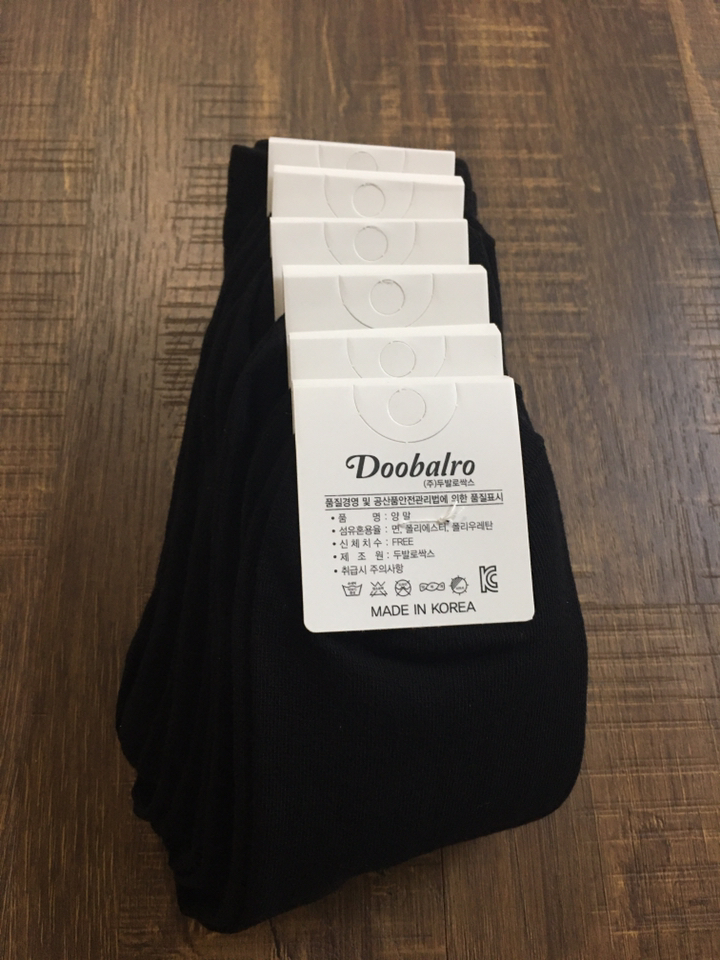 Doobalro
(주)두발로싹스
품질경영 및 공산품안전관리법에 위한 품질표시
• 품 명 : 양 말
• 섬유혼용율 : 면, 폴리에스터, 폴리우레탄
• 신 체 치 수 : FREE
• 제 조 원 : 두발로싹스
• 취급시 주의사항
MADE IN KOREA